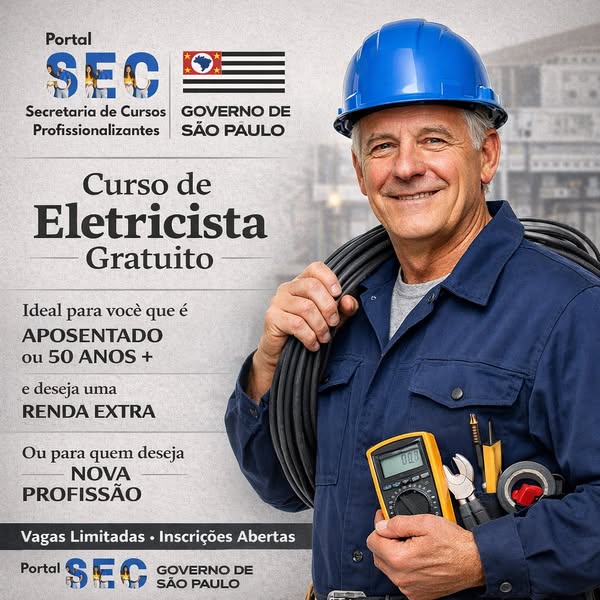 Portal
SEC
Secretaria de Cursos
Profissionalizantes
GOVERNO DE
SÃO PAULO
Curso de
Eletricista
Gratuito
Ideal para você que é
APOSENTADO
ou 50 ANOS +
e deseja uma
RENDA EXTRA
Ou para quem deseja
NOVA
PROFISSÃO
Vagas Limitadas • Inscrições Abertas
Portal SEC GOVERNO DE
SÃO PAULO